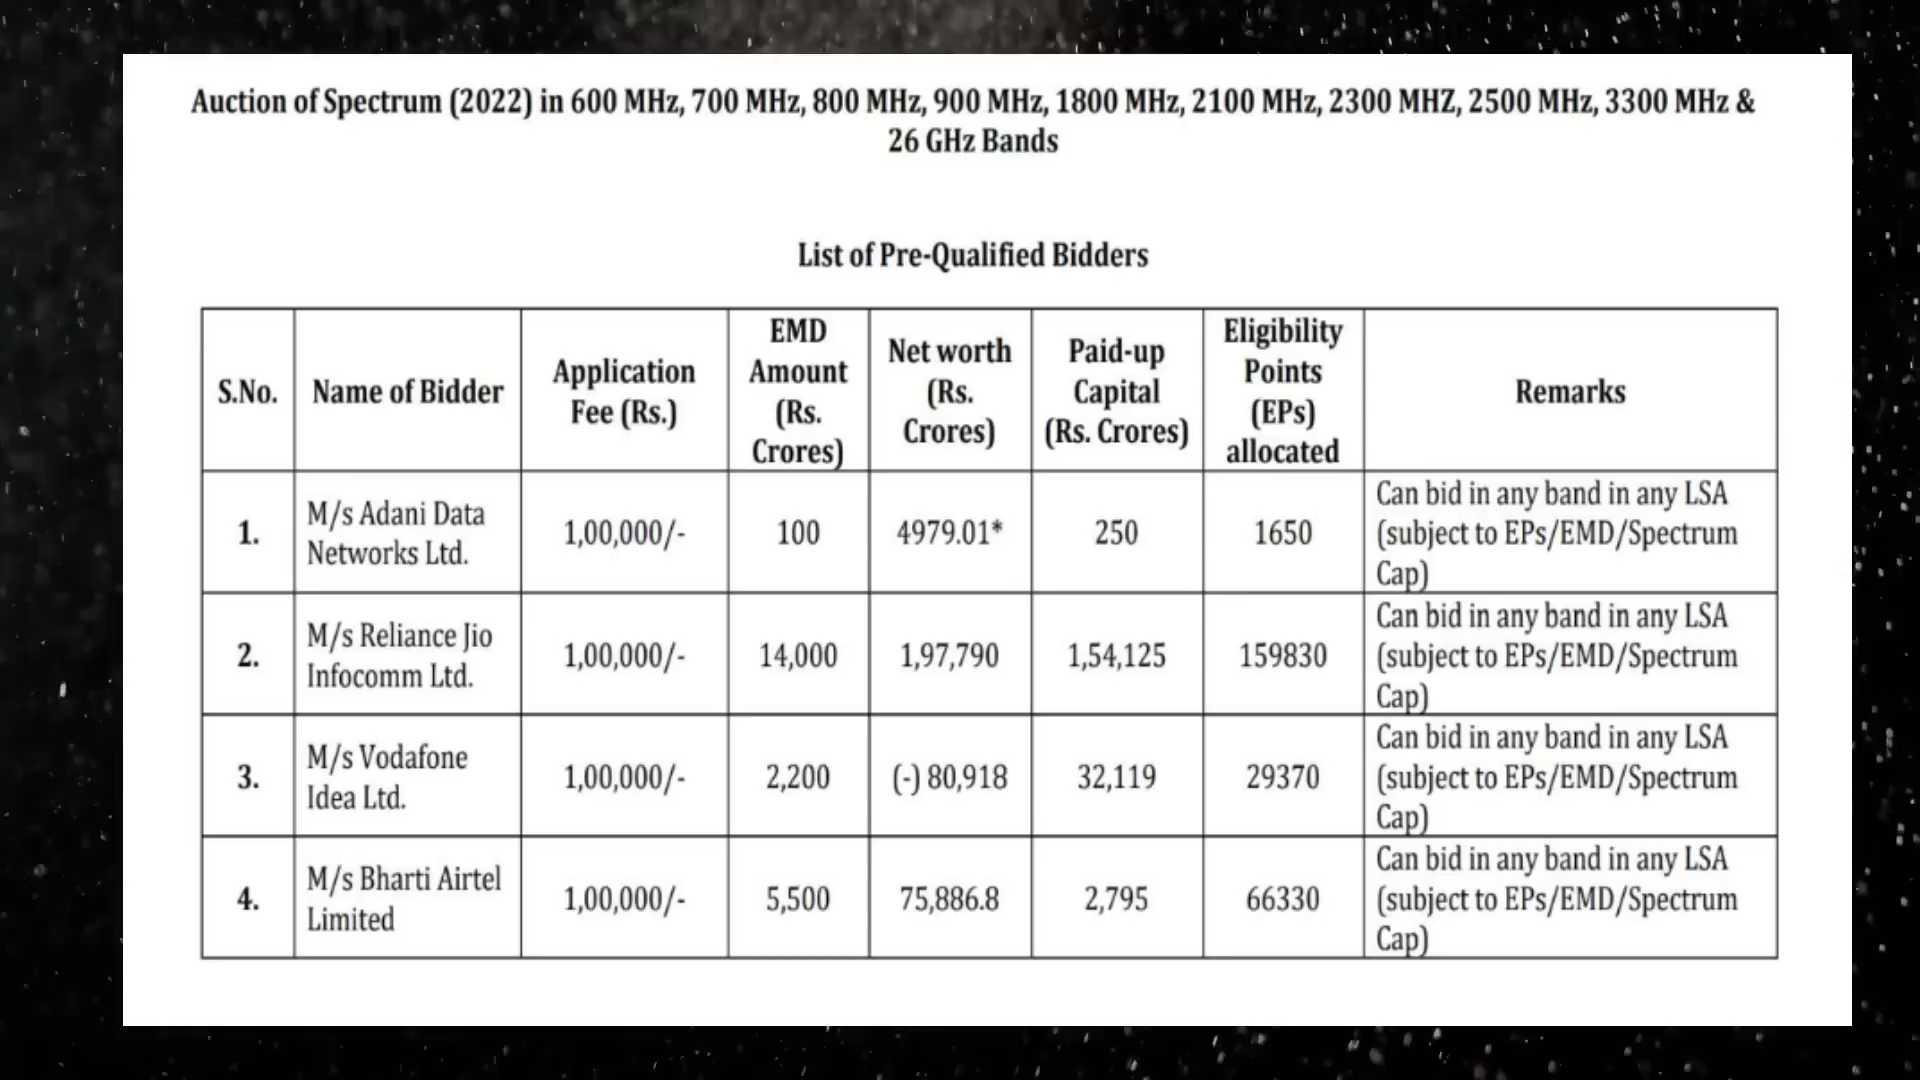 Auction of Spectrum (2022) in 600 MHz, 700 MHz, 800 MHz, 900 MHz, 1800 MHz, 2100 MHz, 2300 MHZ, 2500 MHz, 3300 MHz &
26 GHz Bands
List of Pre-Qualified Bidders
S.No.
Name of Bidder
Application
Fee (Rs.)
EMD
Amount
(Rs.
Crores)
Net worth
(Rs.
Crores)
Paid-up
Capital
(Rs. Crores)
Eligibility
Points
(EPs)
allocated
Remarks
1.
M/s Adani Data
Networks Ltd.
1,00,000/-
100
4979.01*
250
1650
Can bid in any band in any LSA
(subject to EPs/EMD/Spectrum
Cap)
2.
M/s Reliance Jio
Infocomm Ltd.
1,00,000/-
14,000
1,97,790
1,54,125
159830
Can bid in any band in any LSA
(subject to EPs/EMD/Spectrum
Cap)
3.
M/s Vodafone
Idea Ltd.
1,00,000/-
2,200
(-) 80,918
32,119
29370
Can bid in any band in any LSA
(subject to EPs/EMD/Spectrum
Cap)
4.
M/s Bharti Airtel
Limited
1,00,000/-
5,500
75,886.8
2,795
66330
Can bid in any band in any LSA
(subject to EPs/EMD/Spectrum
Cap)